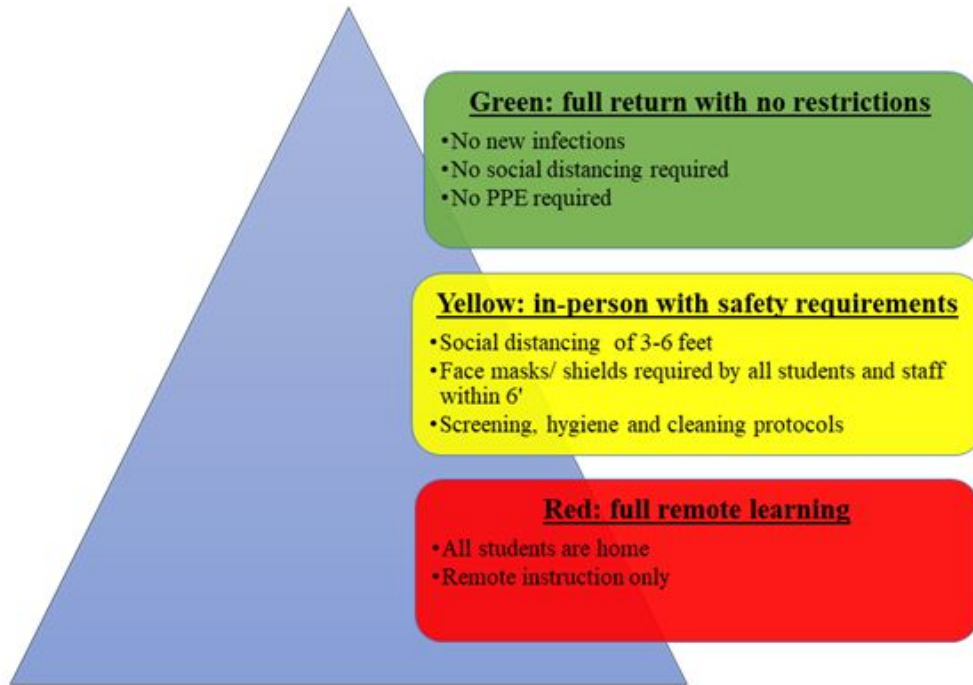 Green: full return with no restrictions
•No new infections
•No social distancing required
•No PPE required
Yellow: in-person with safety requirements
•Social distancing of 3-6 feet
•Face masks/ shields required by all students and staff
within 6'
•Screening, hygiene and cleaning protocols
Red: full remote learning
•All students are home
•Remote instruction only